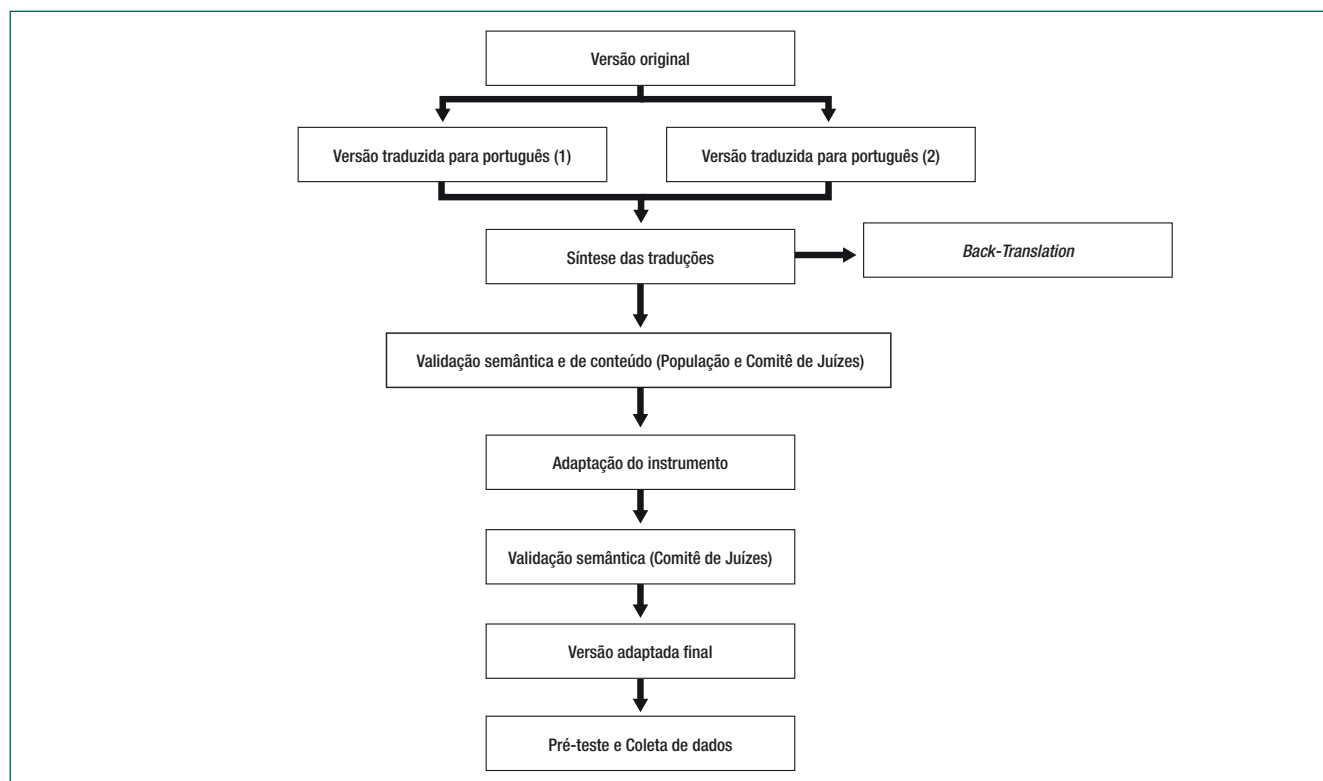 Versão original
Versão traduzida para português (1)
Versão traduzida para português (2)
Síntese das traduções
Back-Translation
Validação semântica e de conteúdo (População e Comitê de Juízes)
Adaptação do instrumento
Validação semântica (Comitê de Juízes)
Versão adaptada final
Pré-teste e Coleta de dados